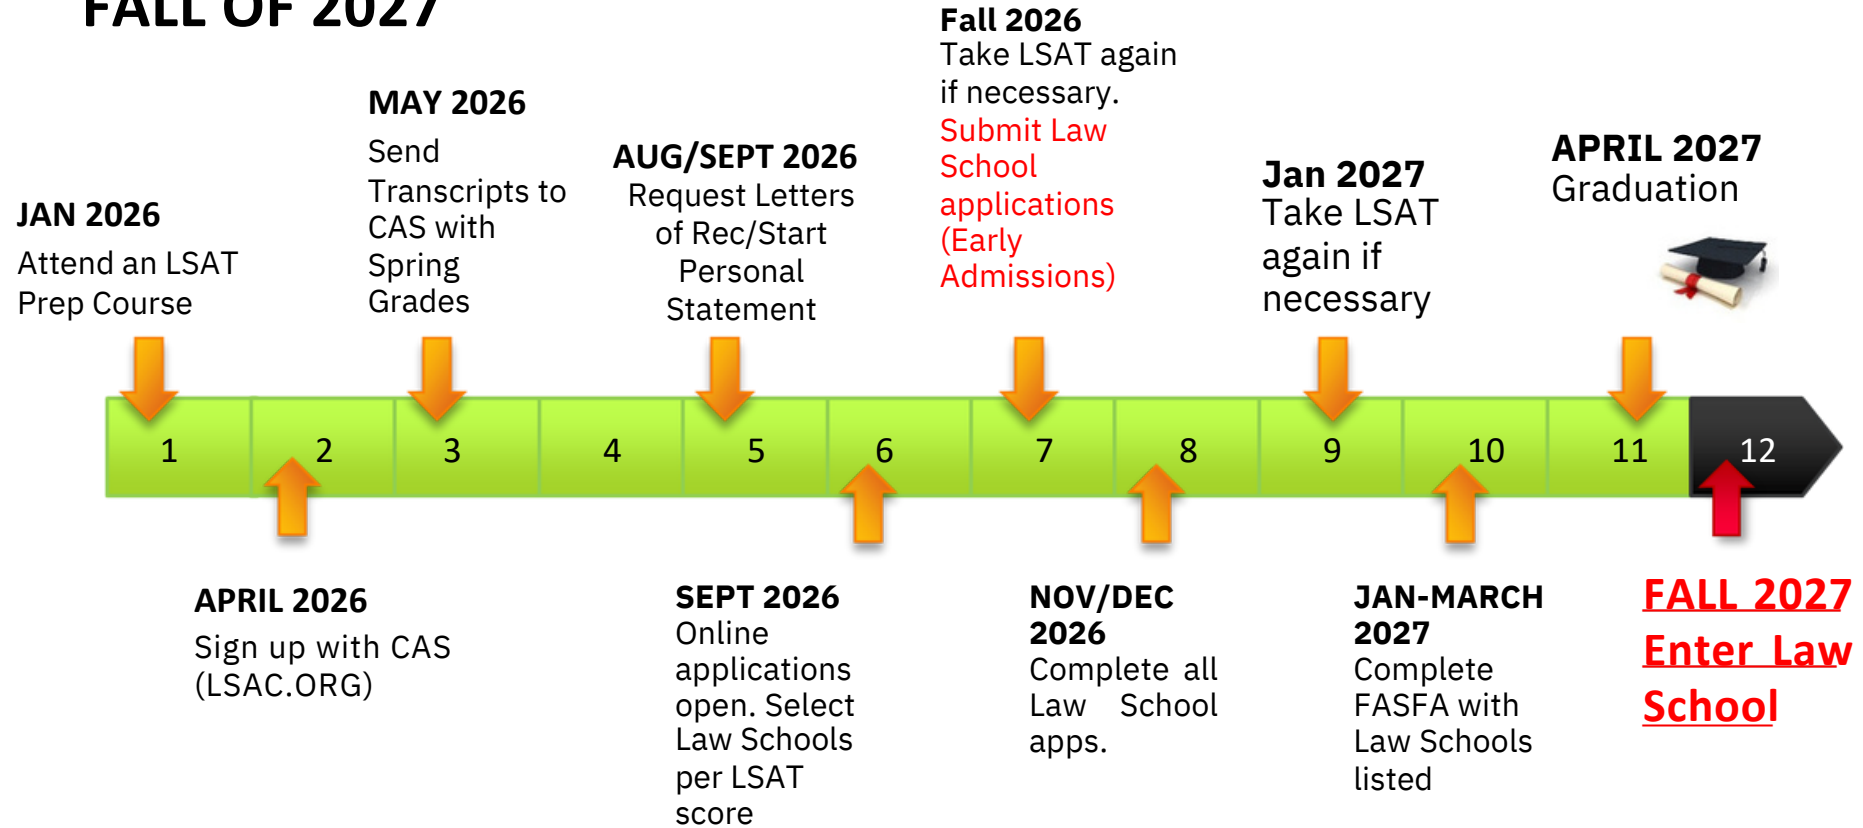 FALL OF 2027
JAN 2026
Attend an LSAT
Prep Course
MAY 2026
Send
Transcripts to
CAS with
Spring
Grades
AUG/SEPT 2026
Request Letters
of Rec/Start
Personal
Statement
Fall 2026
Take LSAT again
if necessary.
Submit Law
School
applications
(Early
Admissions)
Jan 2027
Take LSAT
again if
necessary
APRIL 2027
Graduation
1
2
3
4
5
6
7
8
9
10
11
12
APRIL 2026
Sign up with CAS
(LSAC.ORG)
SEPT 2026
Online
applications
open. Select
Law Schools
per LSAT
score
NOV/DEC
2026
Complete all
Law School
apps.
JAN-MARCH
2027
Complete
FASFA with
Law Schools
listed
FALL 2027
Enter Law
School